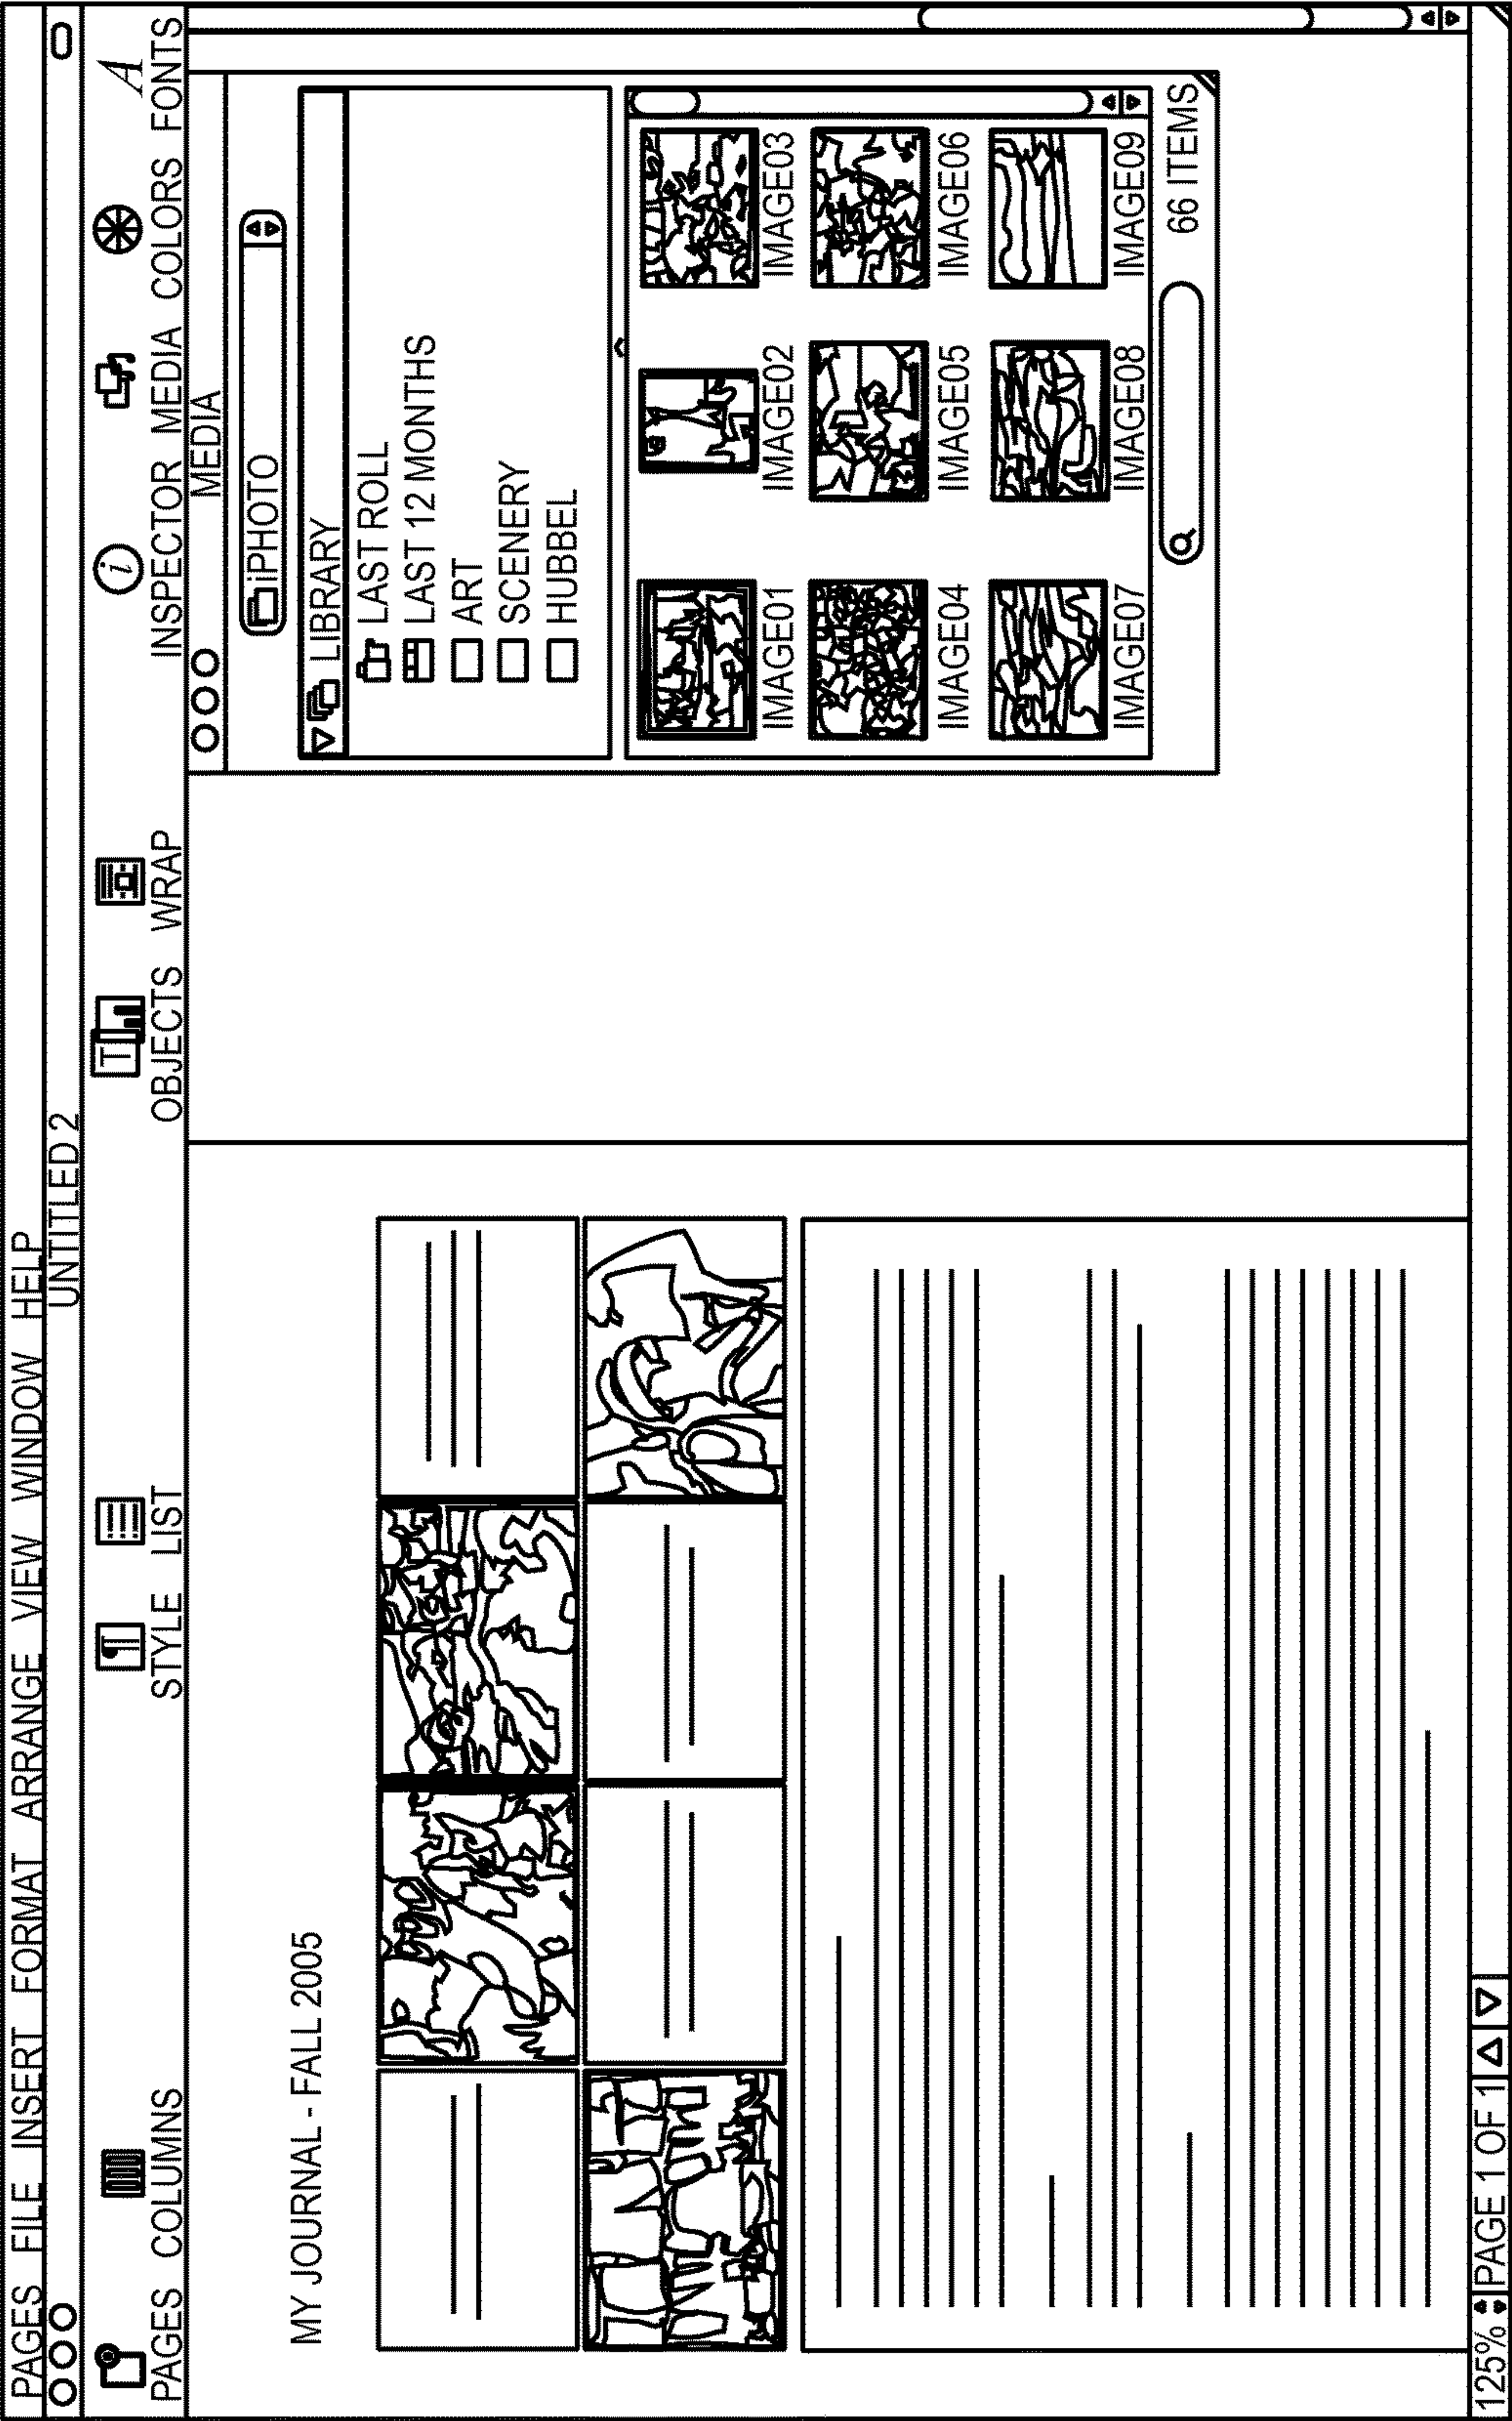 PAGES FILE INSERT FORMAT ARRANGE VIEW WINDOW HELP
UNTITLED 2
PAGES COLUMNS STYLE LIST OBJECTS WRAP INSPECTOR MEDIA COLORS FONTS
T
i
A
MEDIA
iPHOTO
LIBRARY
LAST ROLL
LAST 12 MONTHS
ART
SCENERY
HUBBEL
IMAGE01 IMAGE02 IMAGE03
IMAGE04 IMAGE05 IMAGE06
IMAGE07 IMAGE08 IMAGE09
66 ITEMS
MY JOURNAL - FALL 2005
125% PAGE 1 OF 1